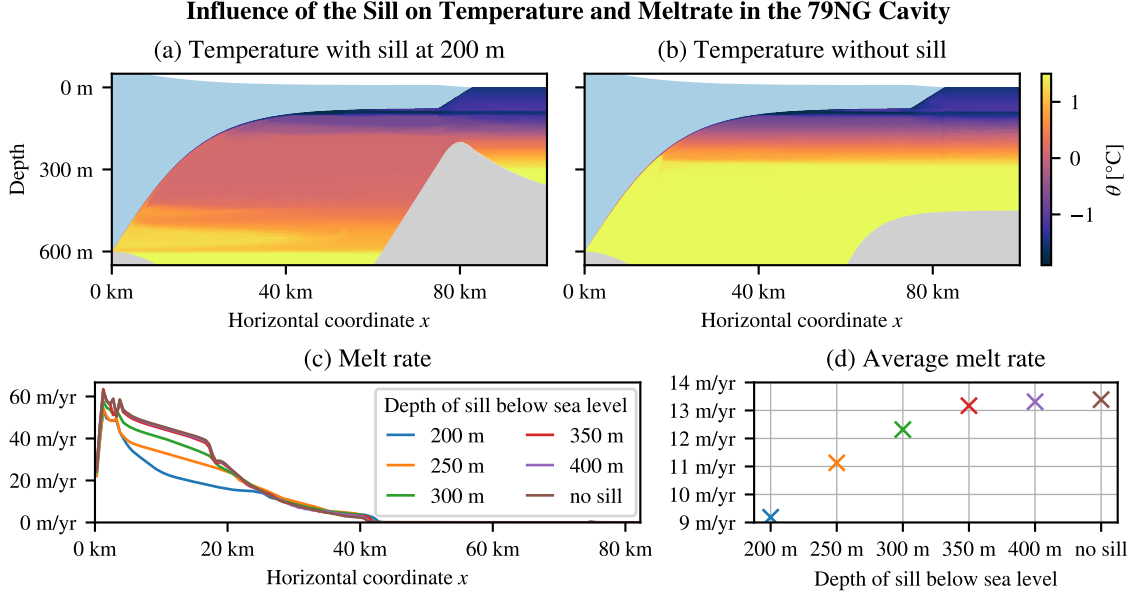 Influence of the Sill on Temperature and Meltrate in the 79NG Cavity
(a) Temperature with sill at 200 m
(b) Temperature without sill
0 m
300 m
600 m
Depth
0 km
40 km
80 km
Horizontal coordinate x
0 km
40 km
80 km
Horizontal coordinate x
1
0
−1
θ [°C]
(c) Melt rate
60 m/yr
40 m/yr
20 m/yr
0 m/yr
0 km
20 km
40 km
60 km
80 km
Horizontal coordinate x
Depth of sill below sea level
200 m
250 m
300 m
350 m
400 m
no sill
(d) Average melt rate
14 m/yr
13 m/yr
12 m/yr
11 m/yr
10 m/yr
9 m/yr
200 m
250 m
300 m
350 m
400 m
no sill
Depth of sill below sea level